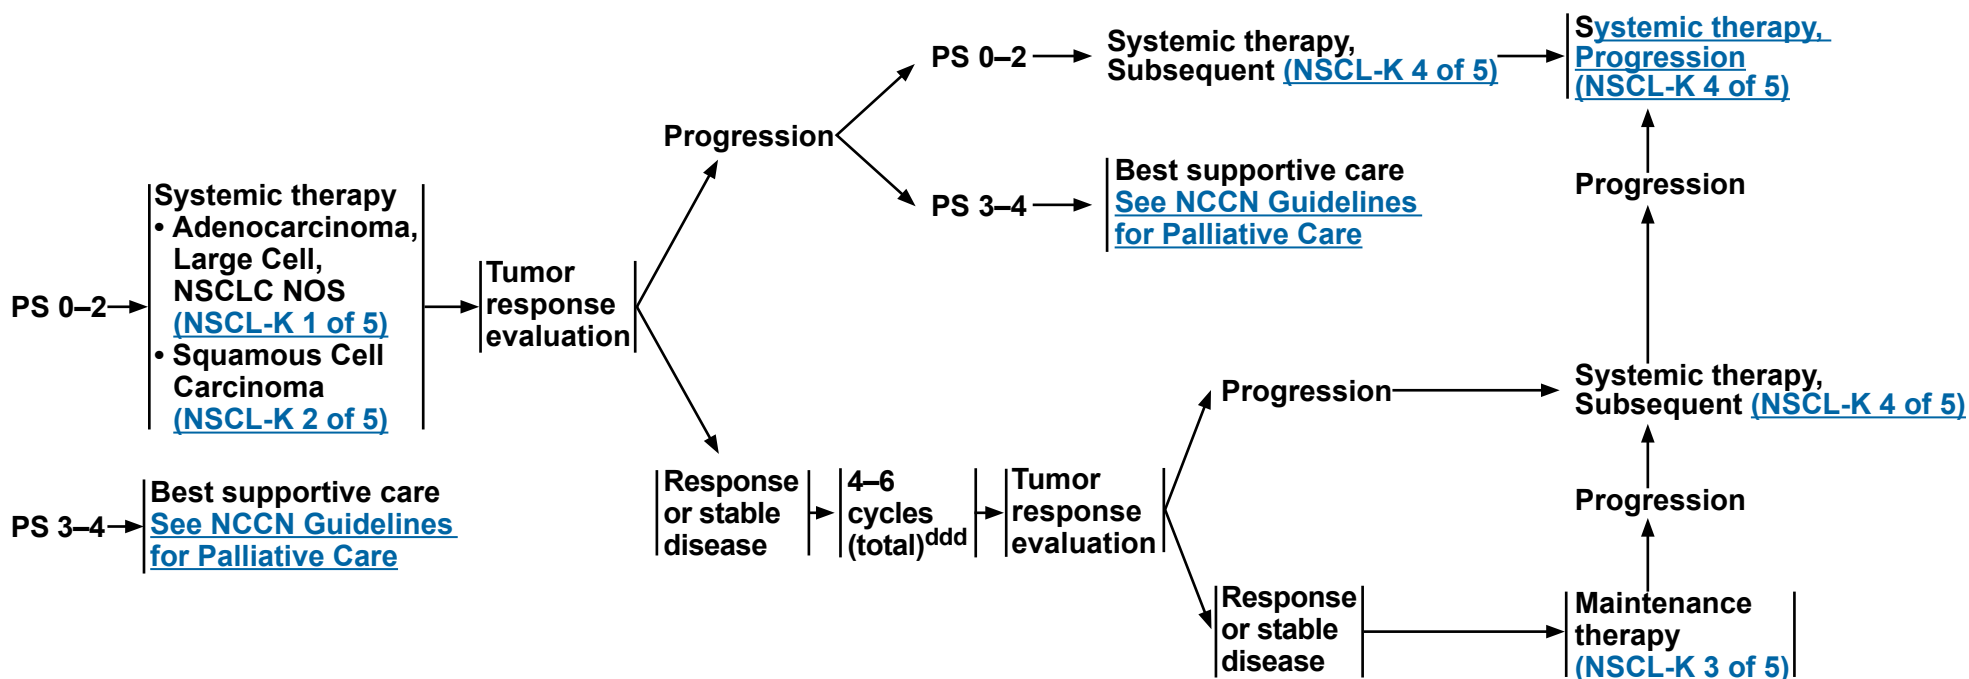 PS 0–2
Systemic therapy
• Adenocarcinoma,
Large Cell,
NSCLC NOS
(NSCL-K 1 of 5)
• Squamous Cell
Carcinoma
(NSCL-K 2 of 5)
PS 3–4
Best supportive care
See NCCN Guidelines
for Palliative Care
Tumor
response
evaluation
Progression
PS 0–2
Systemic therapy,
Subsequent (NSCL-K 4 of 5)
Systemic therapy,
Progression
(NSCL-K 4 of 5)
PS 3–4
Best supportive care
See NCCN Guidelines
for Palliative Care
Response
or stable
disease
4–6
cycles
(total)ddd
Tumor
response
evaluation
Progression
Systemic therapy,
Subsequent (NSCL-K 4 of 5)
Progression
Response
or stable
disease
Maintenance
therapy
(NSCL-K 3 of 5)
Progression